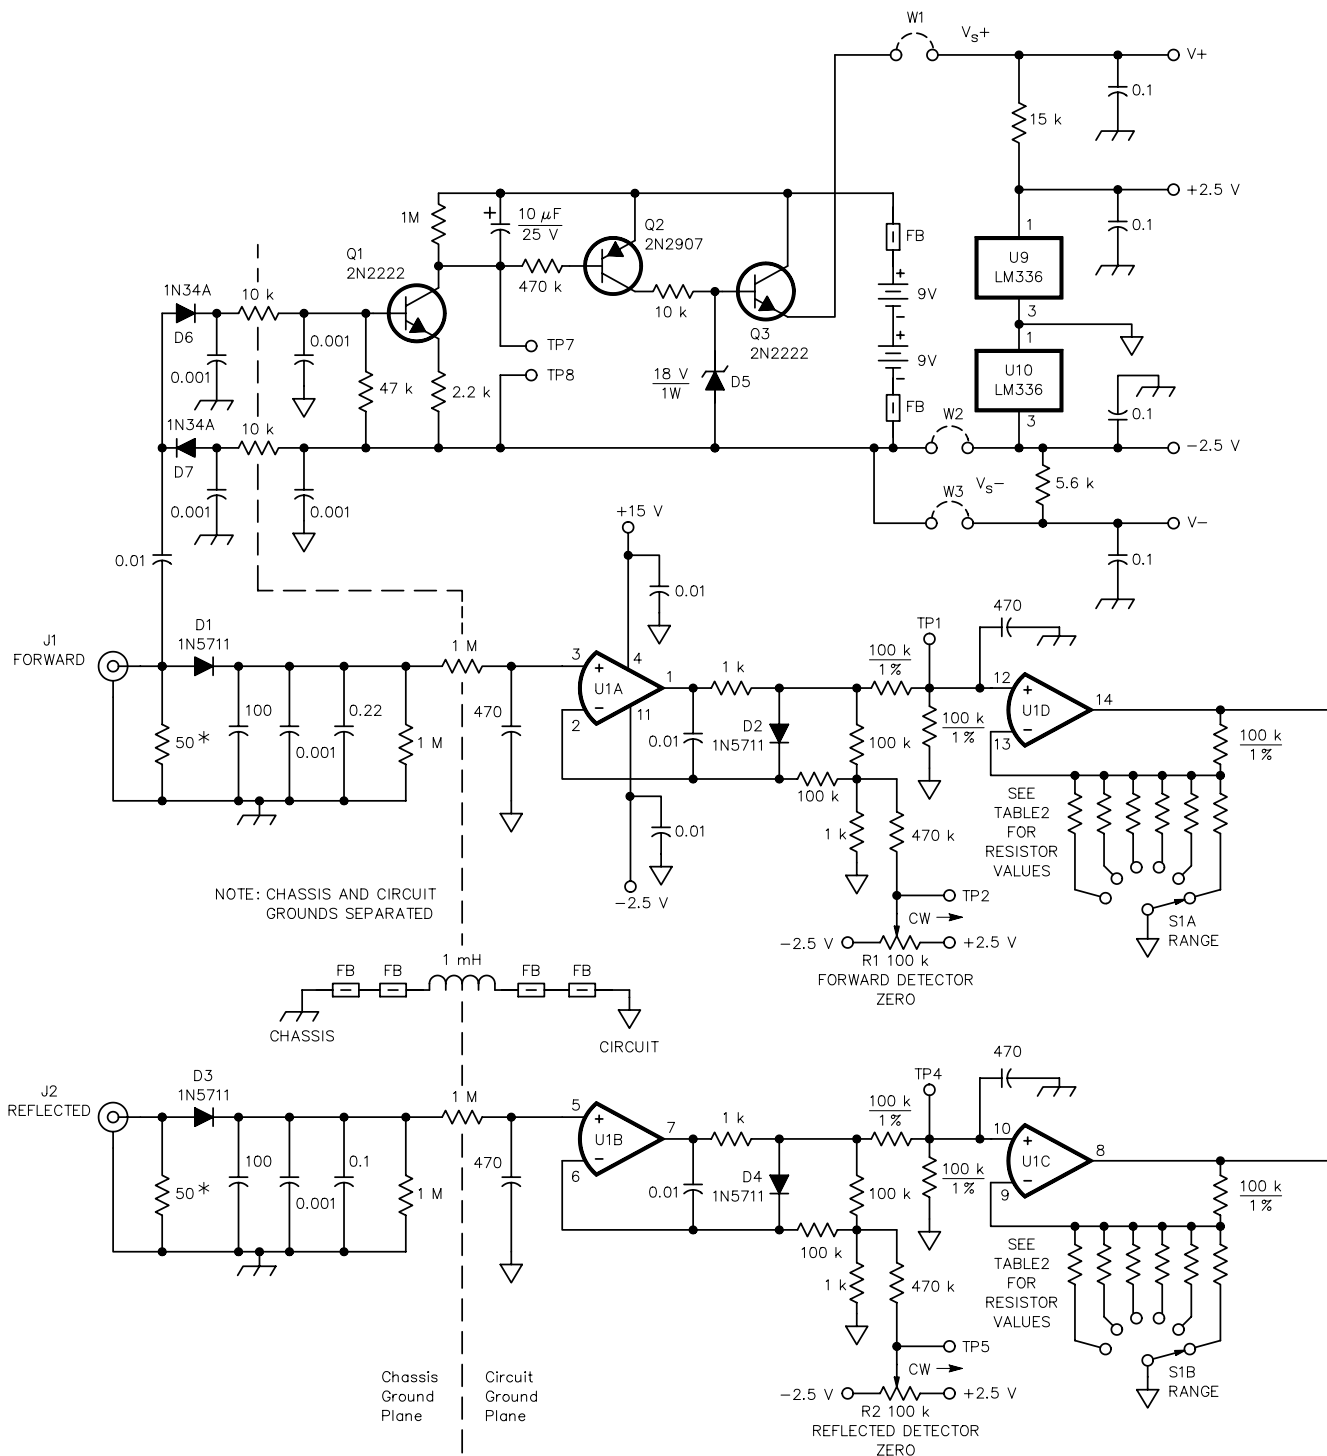 W1
Vs+
V+
0.1
15 k
+2.5 V
0.1
1M
+
10 µF
25 V
Q2
2N2907
FB
1
U9
LM336
3
Q1
2N2222
470 k
10 k
+
9V
−
1N34A
10 k
D6
0.001
0.001
Q3
2N2222
TP7
TP8
+
9V
−
1
U10
LM336
3
18 V
1W
D5
47 k
2.2 k
FB
W2
0.1
1N34A
10 k
D7
−2.5 V
0.001
0.001
W3
Vs−
5.6 k
V−
0.1
0.01
+15 V
0.01
J1
FORWARD
D1
1N5711
1 M
3
+
4
1
U1A
2
−
11
1 k
100 k
1%
TP1
470
12
+
14
U1D
13
−
50*
100
0.001
0.22
1 M
470
0.01
D2
1N5711
100 k
100 k
1%
100 k
1%
100 k
1 k
470 k
SEE
TABLE2
FOR
RESISTOR
VALUES
0.01
−2.5 V
NOTE: CHASSIS AND CIRCUIT
GROUNDS SEPARATED
TP2
CW
−2.5 V
+2.5 V
R1 100 k
FORWARD DETECTOR
ZERO
S1A
RANGE
FB
FB
1 mH
FB
FB
CHASSIS
CIRCUIT
J2
REFLECTED
D3
1N5711
1 M
5
+
7
U1B
6
−
1 k
100 k
1%
TP4
470
10
+
8
U1C
9
−
50*
100
0.001
0.1
1 M
470
0.01
D4
1N5711
100 k
100 k
1%
100 k
1%
100 k
1 k
470 k
SEE
TABLE2
FOR
RESISTOR
VALUES
TP5
CW
−2.5 V
+2.5 V
R2 100 k
REFLECTED DETECTOR
ZERO
S1B
RANGE
Chassis
Ground
Plane
Circuit
Ground
Plane